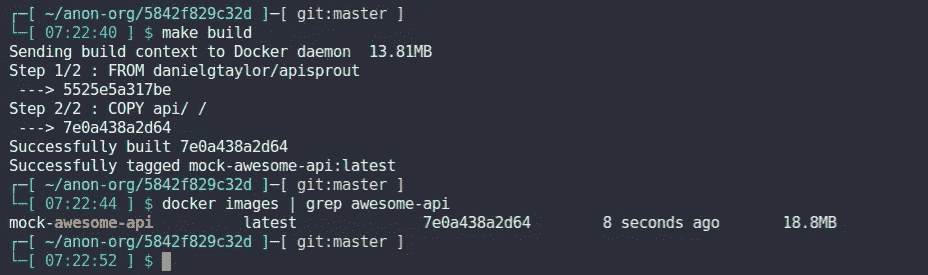 ┌─[ ~/anon-org/5842f829c32d ]─[ git:master ]
└─[ 07:22:40 ] $ make build
Sending build context to Docker daemon  13.81MB
Step 1/2 : FROM danielgtaylor/apisprout
 ---> 5525e5a317be
Step 2/2 : COPY api/ /
 ---> 7e0a438a2d64
Successfully built 7e0a438a2d64
Successfully tagged mock-awesome-api:latest
┌─[ ~/anon-org/5842f829c32d ]─[ git:master ]
└─[ 07:22:44 ] $ docker images | grep awesome-api
mock-awesome-api          latest              7e0a438a2d64        8 seconds ago       18.8MB
┌─[ ~/anon-org/5842f829c32d ]─[ git:master ]
└─[ 07:22:52 ] $